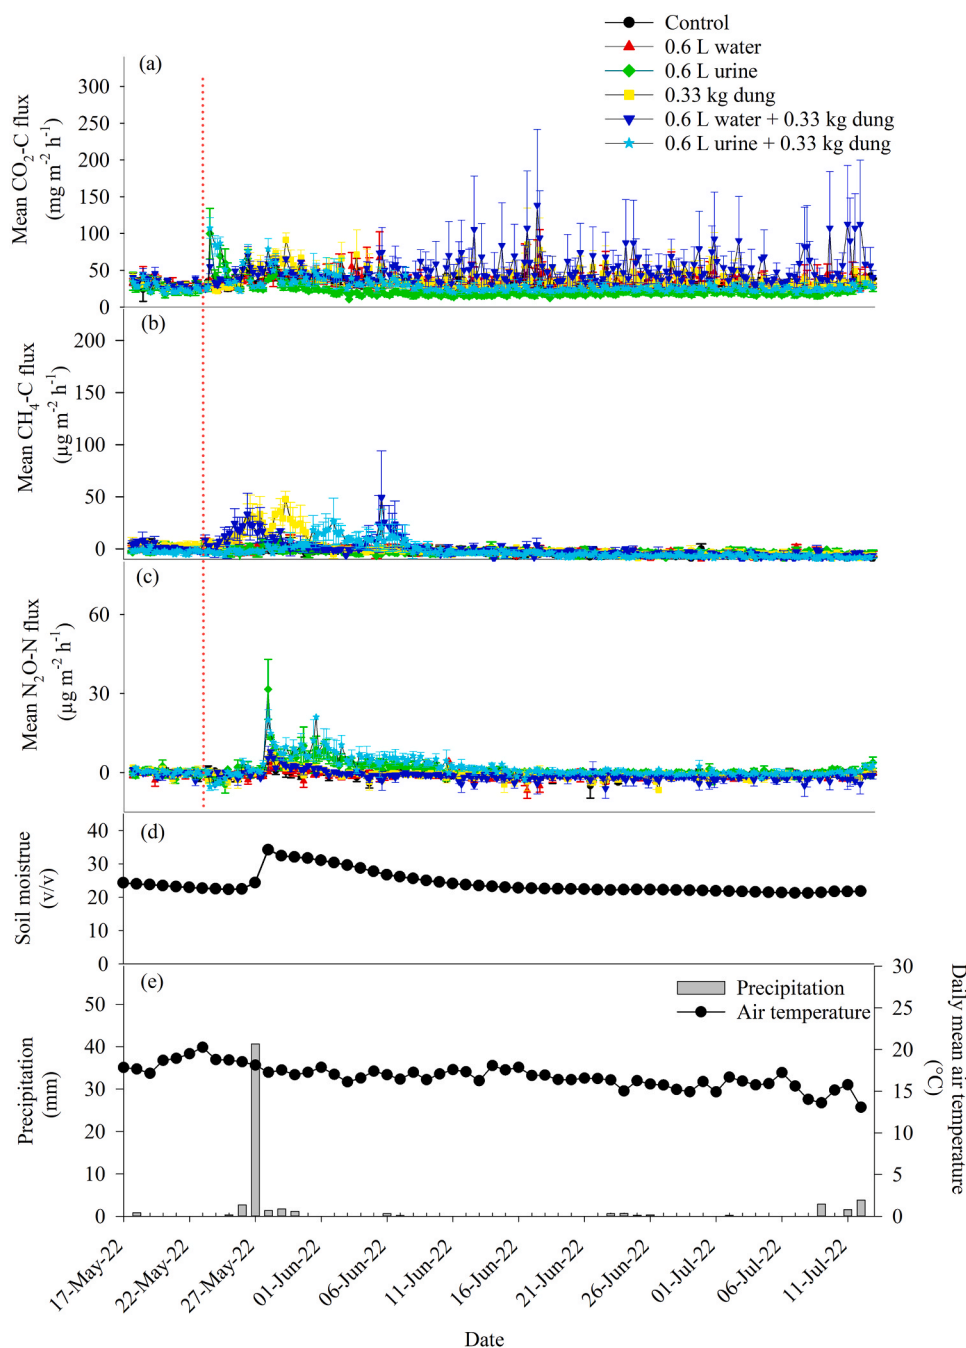 Control
0.6 L water
0.6 L urine
0.33 kg dung
0.6 L water + 0.33 kg dung
0.6 L urine + 0.33 kg dung
(a)
Mean CO₂-C flux
(mg m⁻² h⁻¹)
300
250
200
150
100
50
0
(b)
Mean CH₄-C flux
(µg m⁻² h⁻¹)
200
150
100
50
0
(c)
Mean N₂O-N flux
(µg m⁻² h⁻¹)
60
30
0
(d)
Soil moistrue
(v/v)
40
30
20
10
0
(e)
Precipitation
Air temperature
Precipitation
(mm)
50
40
30
20
10
0
30
25
20
15
10
5
0
Daily mean air temperature
(°C)
17-May-22
22-May-22
27-May-22
01-Jun-22
06-Jun-22
11-Jun-22
16-Jun-22
21-Jun-22
26-Jun-22
01-Jul-22
06-Jul-22
11-Jul-22
Date